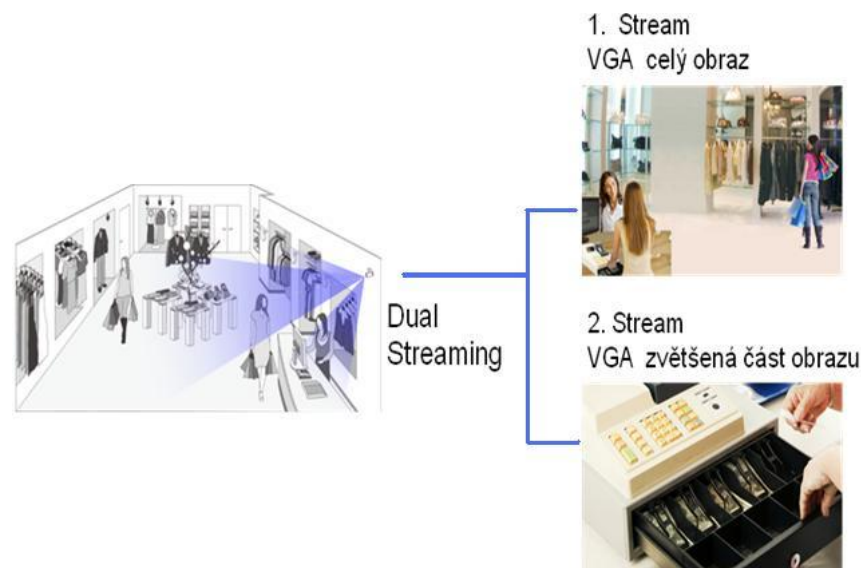 1. Stream
VGA celý obraz
Dual
Streaming
2. Stream
VGA zvětšená část obrazu